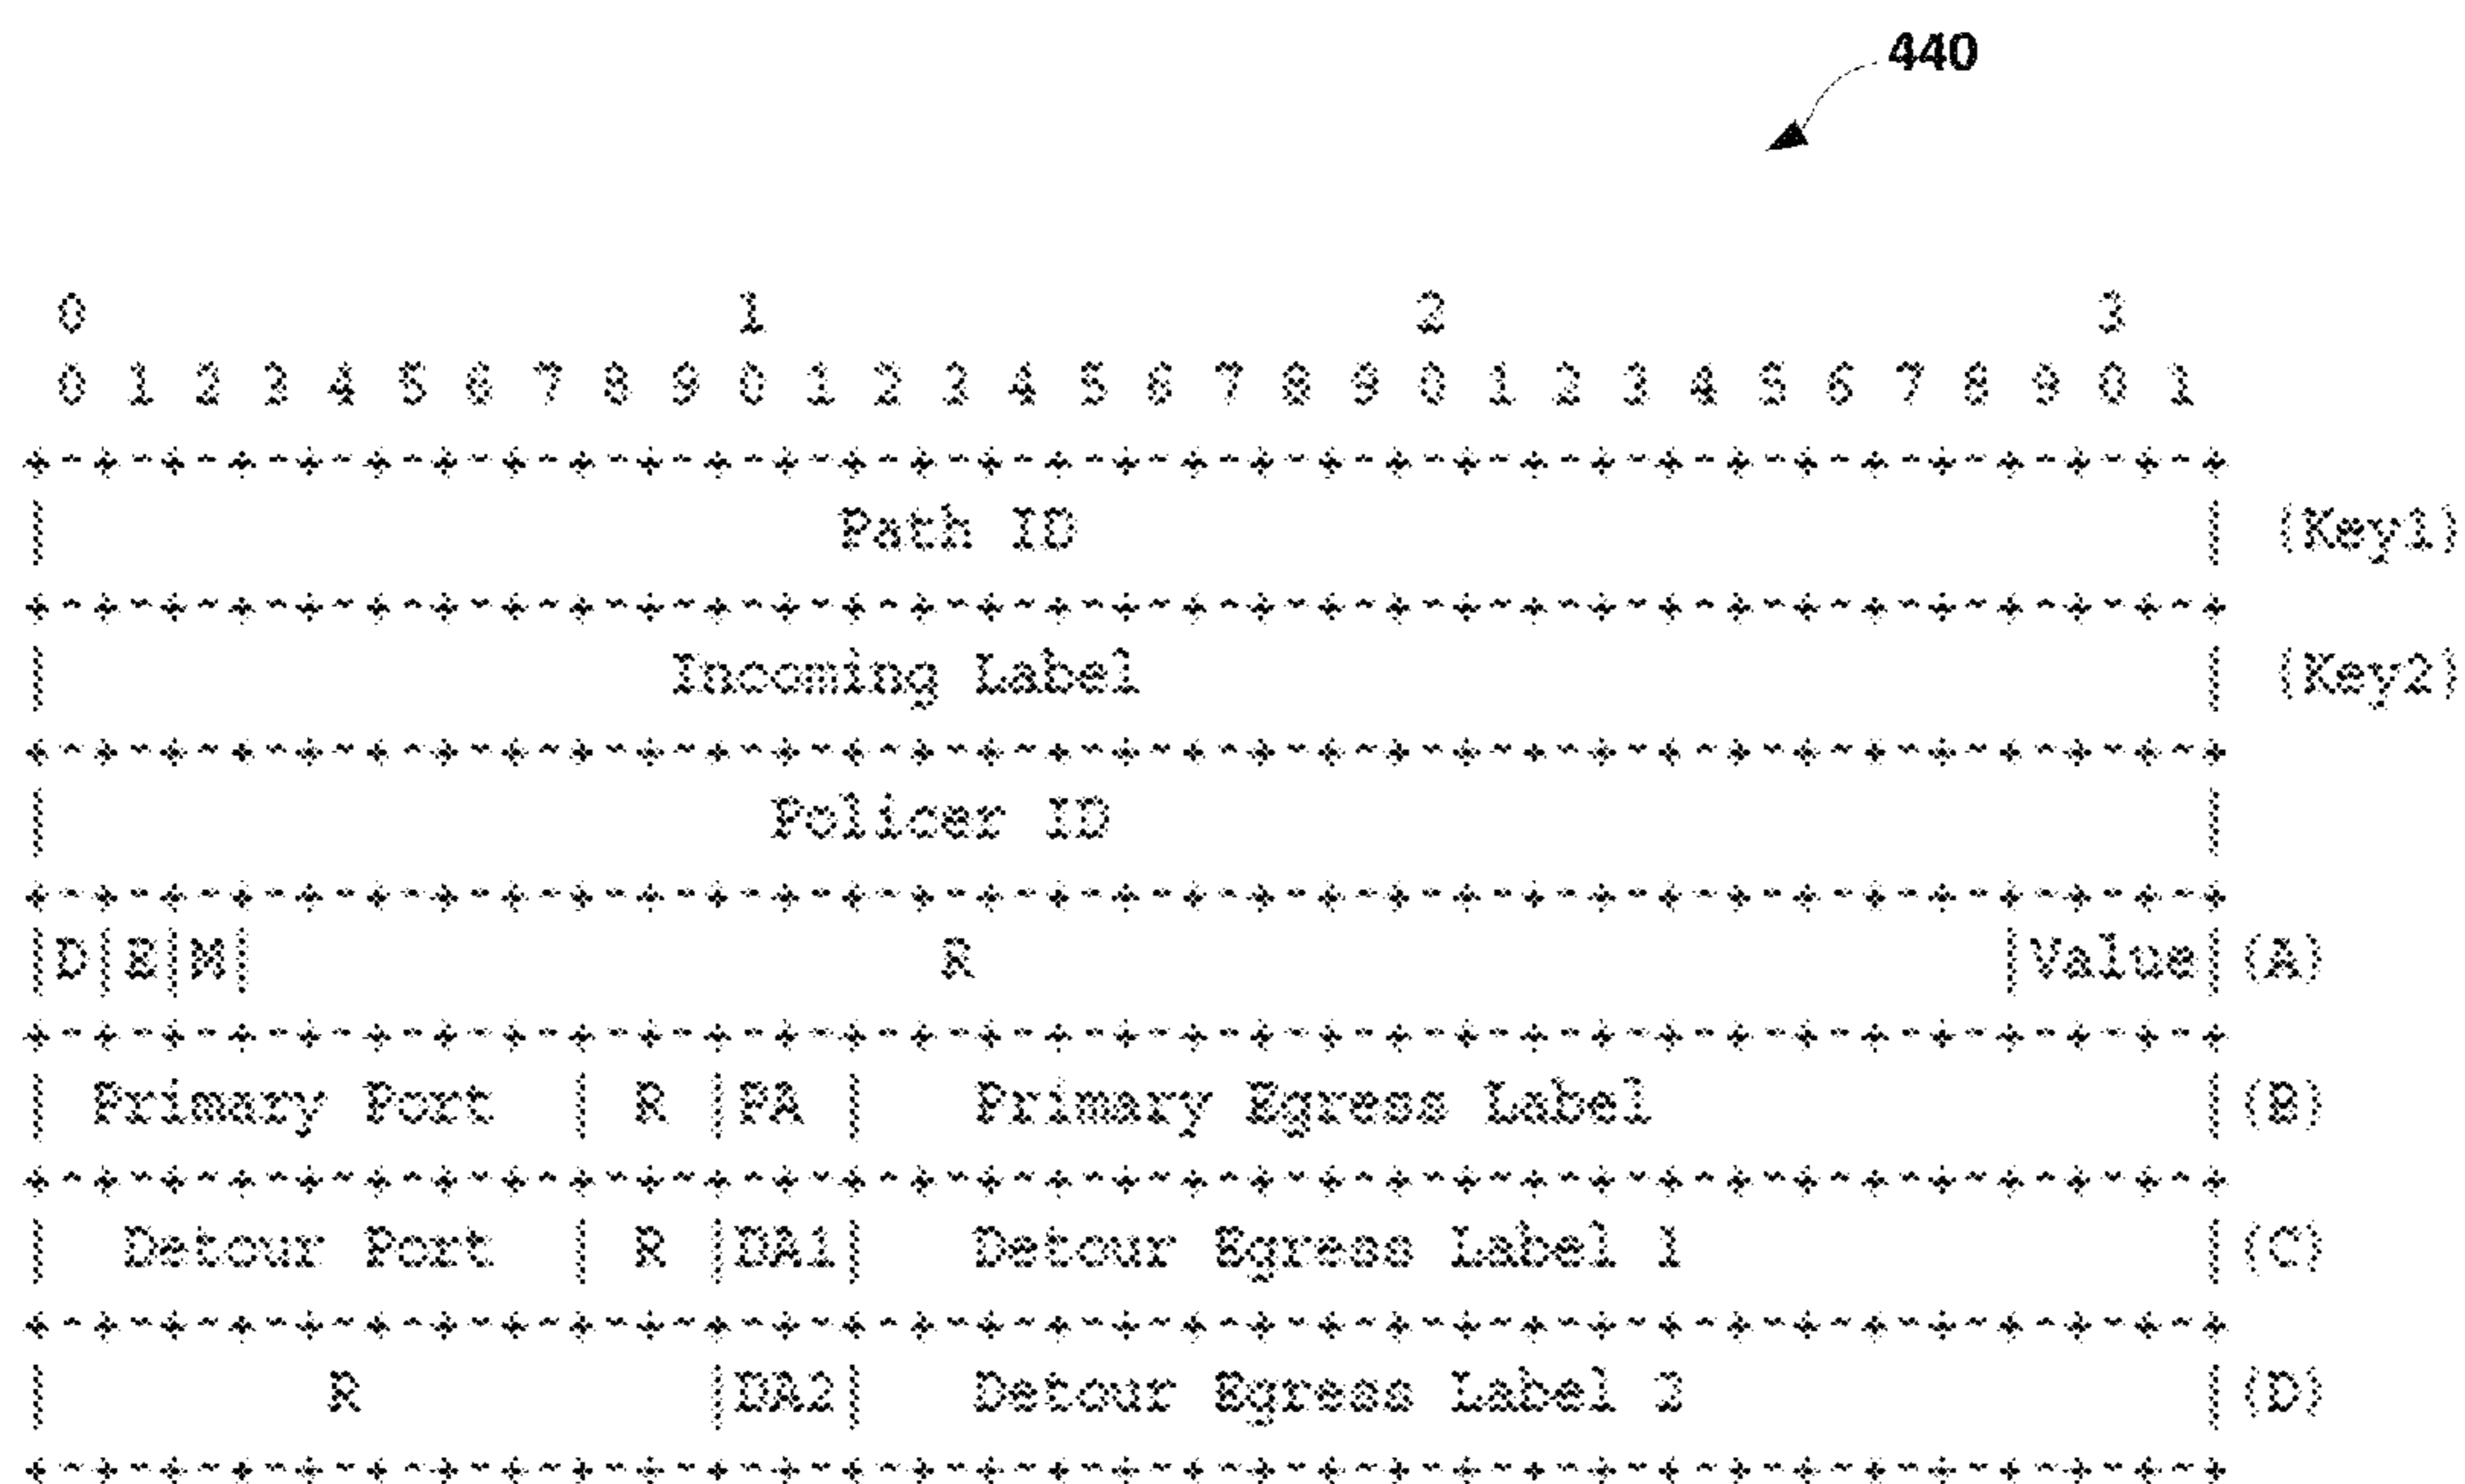 440
0 1 2 3
0 1 2 3 4 5 6 7 8 9 0 1 2 3 4 5 6 7 8 9 0 1 2 3 4 5 6 7 8 9 0 1
+-+-+-+-+-+-+-+-+-+-+-+-+-+-+-+-+-+-+-+-+-+-+-+-+-+-+-+-+-+-+-+-+
| Path ID | (Key1)
+-+-+-+-+-+-+-+-+-+-+-+-+-+-+-+-+-+-+-+-+-+-+-+-+-+-+-+-+-+-+-+-+
| Incoming Label | (Key2)
+-+-+-+-+-+-+-+-+-+-+-+-+-+-+-+-+-+-+-+-+-+-+-+-+-+-+-+-+-+-+-+-+
| Policer ID |
+-+-+-+-+-+-+-+-+-+-+-+-+-+-+-+-+-+-+-+-+-+-+-+-+-+-+-+-+-+-+-+-+
|D|E|M| R |Value| (A)
+-+-+-+-+-+-+-+-+-+-+-+-+-+-+-+-+-+-+-+-+-+-+-+-+-+-+-+-+-+-+-+-+
| Primary Port | R |PA | Primary Egress Label | (B)
+-+-+-+-+-+-+-+-+-+-+-+-+-+-+-+-+-+-+-+-+-+-+-+-+-+-+-+-+-+-+-+-+
| Detour Port | R |DA1| Detour Egress Label 1 | (C)
+-+-+-+-+-+-+-+-+-+-+-+-+-+-+-+-+-+-+-+-+-+-+-+-+-+-+-+-+-+-+-+-+
| R |DA2| Detour Egress Label 2 | (D)
+-+-+-+-+-+-+-+-+-+-+-+-+-+-+-+-+-+-+-+-+-+-+-+-+-+-+-+-+-+-+-+-+